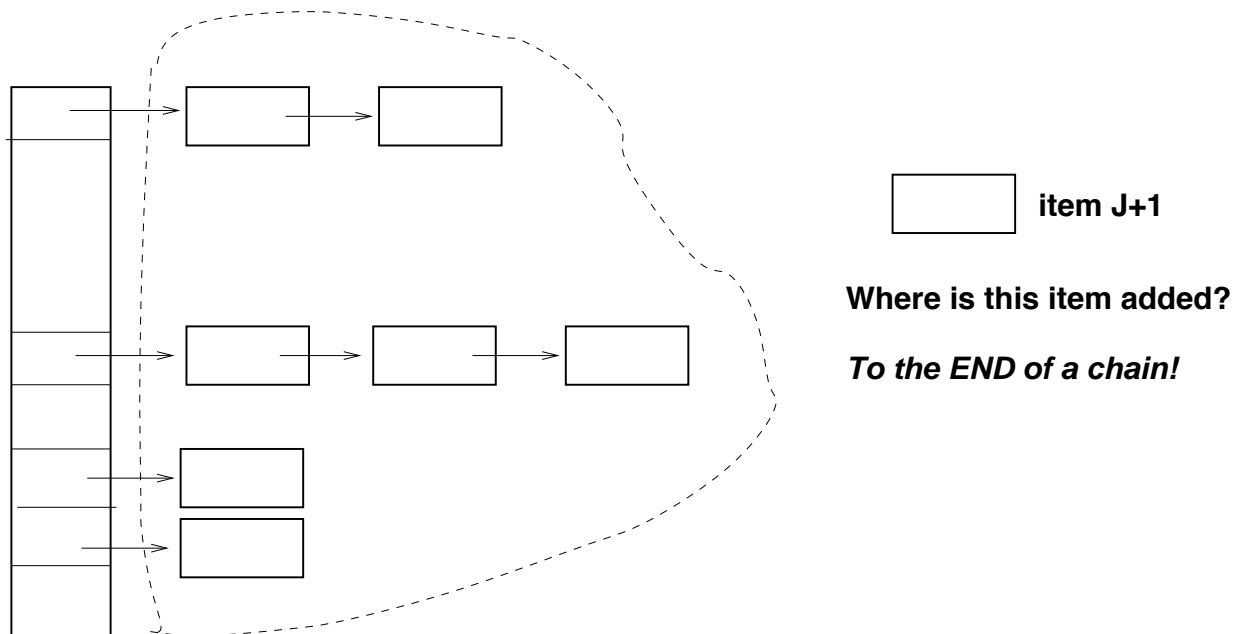 item J+1
Where is this item added?
To the END of a chain!